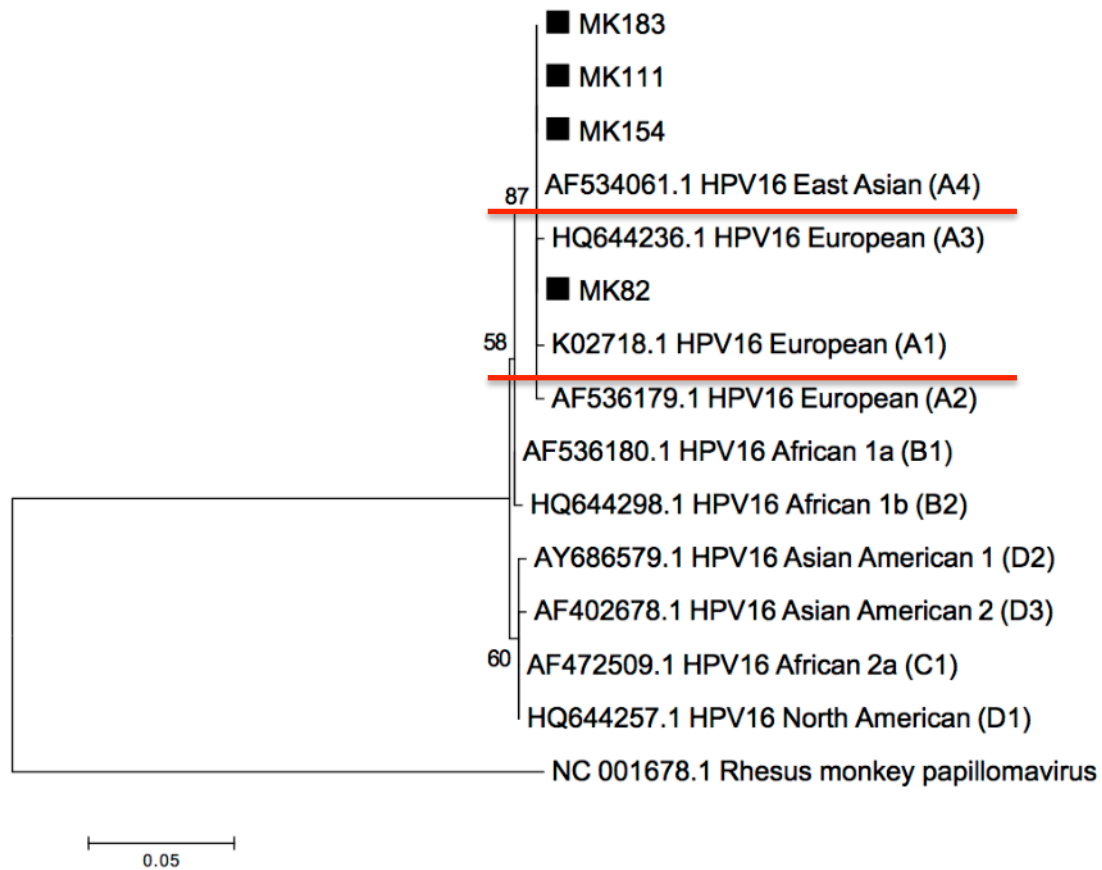 MK183
MK111
MK154
AF534061.1 HPV16 East Asian (A4)
87
HQ644236.1 HPV16 European (A3)
MK82
58
K02718.1 HPV16 European (A1)
AF536179.1 HPV16 European (A2)
AF536180.1 HPV16 African 1a (B1)
HQ644298.1 HPV16 African 1b (B2)
AY686579.1 HPV16 Asian American 1 (D2)
AF402678.1 HPV16 Asian American 2 (D3)
60
AF472509.1 HPV16 African 2a (C1)
HQ644257.1 HPV16 North American (D1)
NC 001678.1 Rhesus monkey papillomavirus
0.05